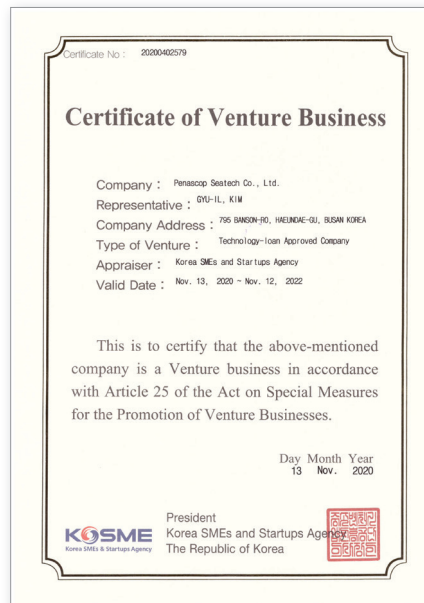 Certificate No : 20200402579
Certificate of Venture Business
Company : Penascop Seatech Co., Ltd.
Representative : GYU-IL, KIM
Company Address : 795 BANSON-RO, HAEUNDAE-GU, BUSAN KOREA
Type of Venture : Technology-loan Approved Company
Appraiser : Korea SMEs and Startups Agency
Valid Date : Nov. 13, 2020 ~ Nov. 12, 2022
This is to certify that the above-mentioned
company is a Venture business in accordance
with Article 25 of the Act on Special Measures
for the Promotion of Venture Businesses.
Day Month Year
13 Nov. 2020
President
KOSME Korea SMEs and Startups Agency
Korea SMEs & Startups Agency The Republic of Korea